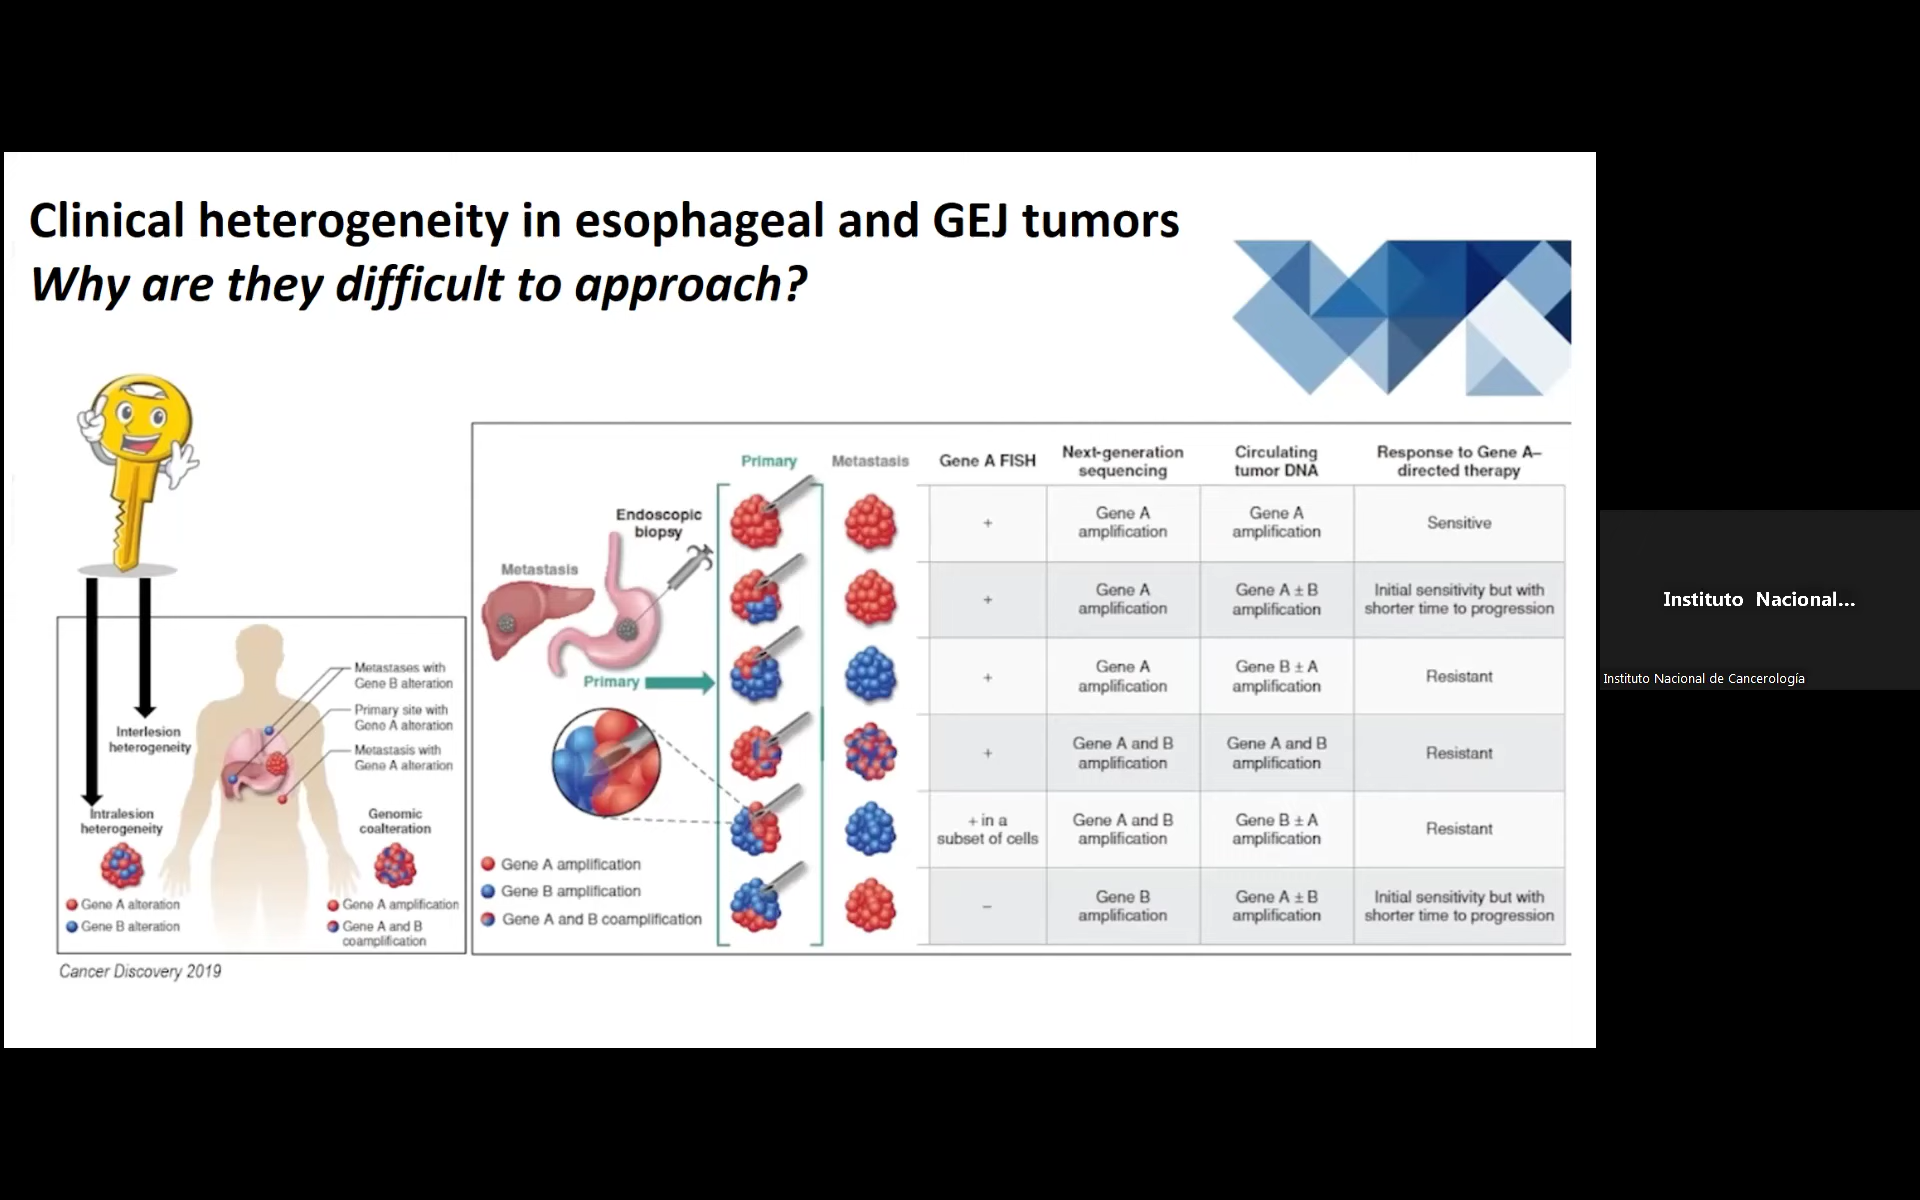 Clinical heterogeneity in esophageal and GEJ tumors
Why are they difficult to approach?
Interlesion
heterogeneity
Intralesion
heterogeneity
Gene A alteration
Gene B alteration
Metastases with
Gene B alteration
Primary site with
Gene A alteration
Metastasis with
Gene A alteration
Genomic
coalteration
Gene A amplification
Gene A and B
coamplification
Cancer Discovery 2019
Endoscopic
biopsy
Metastasis
Primary
Gene A amplification
Gene B amplification
Gene A and B coamplification
Primary
Metastasis
Gene A FISH
Next-generation
sequencing
Circulating
tumor DNA
Response to Gene A–
directed therapy
+
Gene A
amplification
Gene A
amplification
Sensitive
+
Gene A
amplification
Gene A ± B
amplification
Initial sensitivity but with
shorter time to progression
+
Gene A
amplification
Gene B ± A
amplification
Resistant
+
Gene A and B
amplification
Gene A and B
amplification
Resistant
+ in a
subset of cells
Gene A and B
amplification
Gene B ± A
amplification
Resistant
–
Gene B
amplification
Gene A ± B
amplification
Initial sensitivity but with
shorter time to progression
Instituto Nacional...
Instituto Nacional de Cancerología